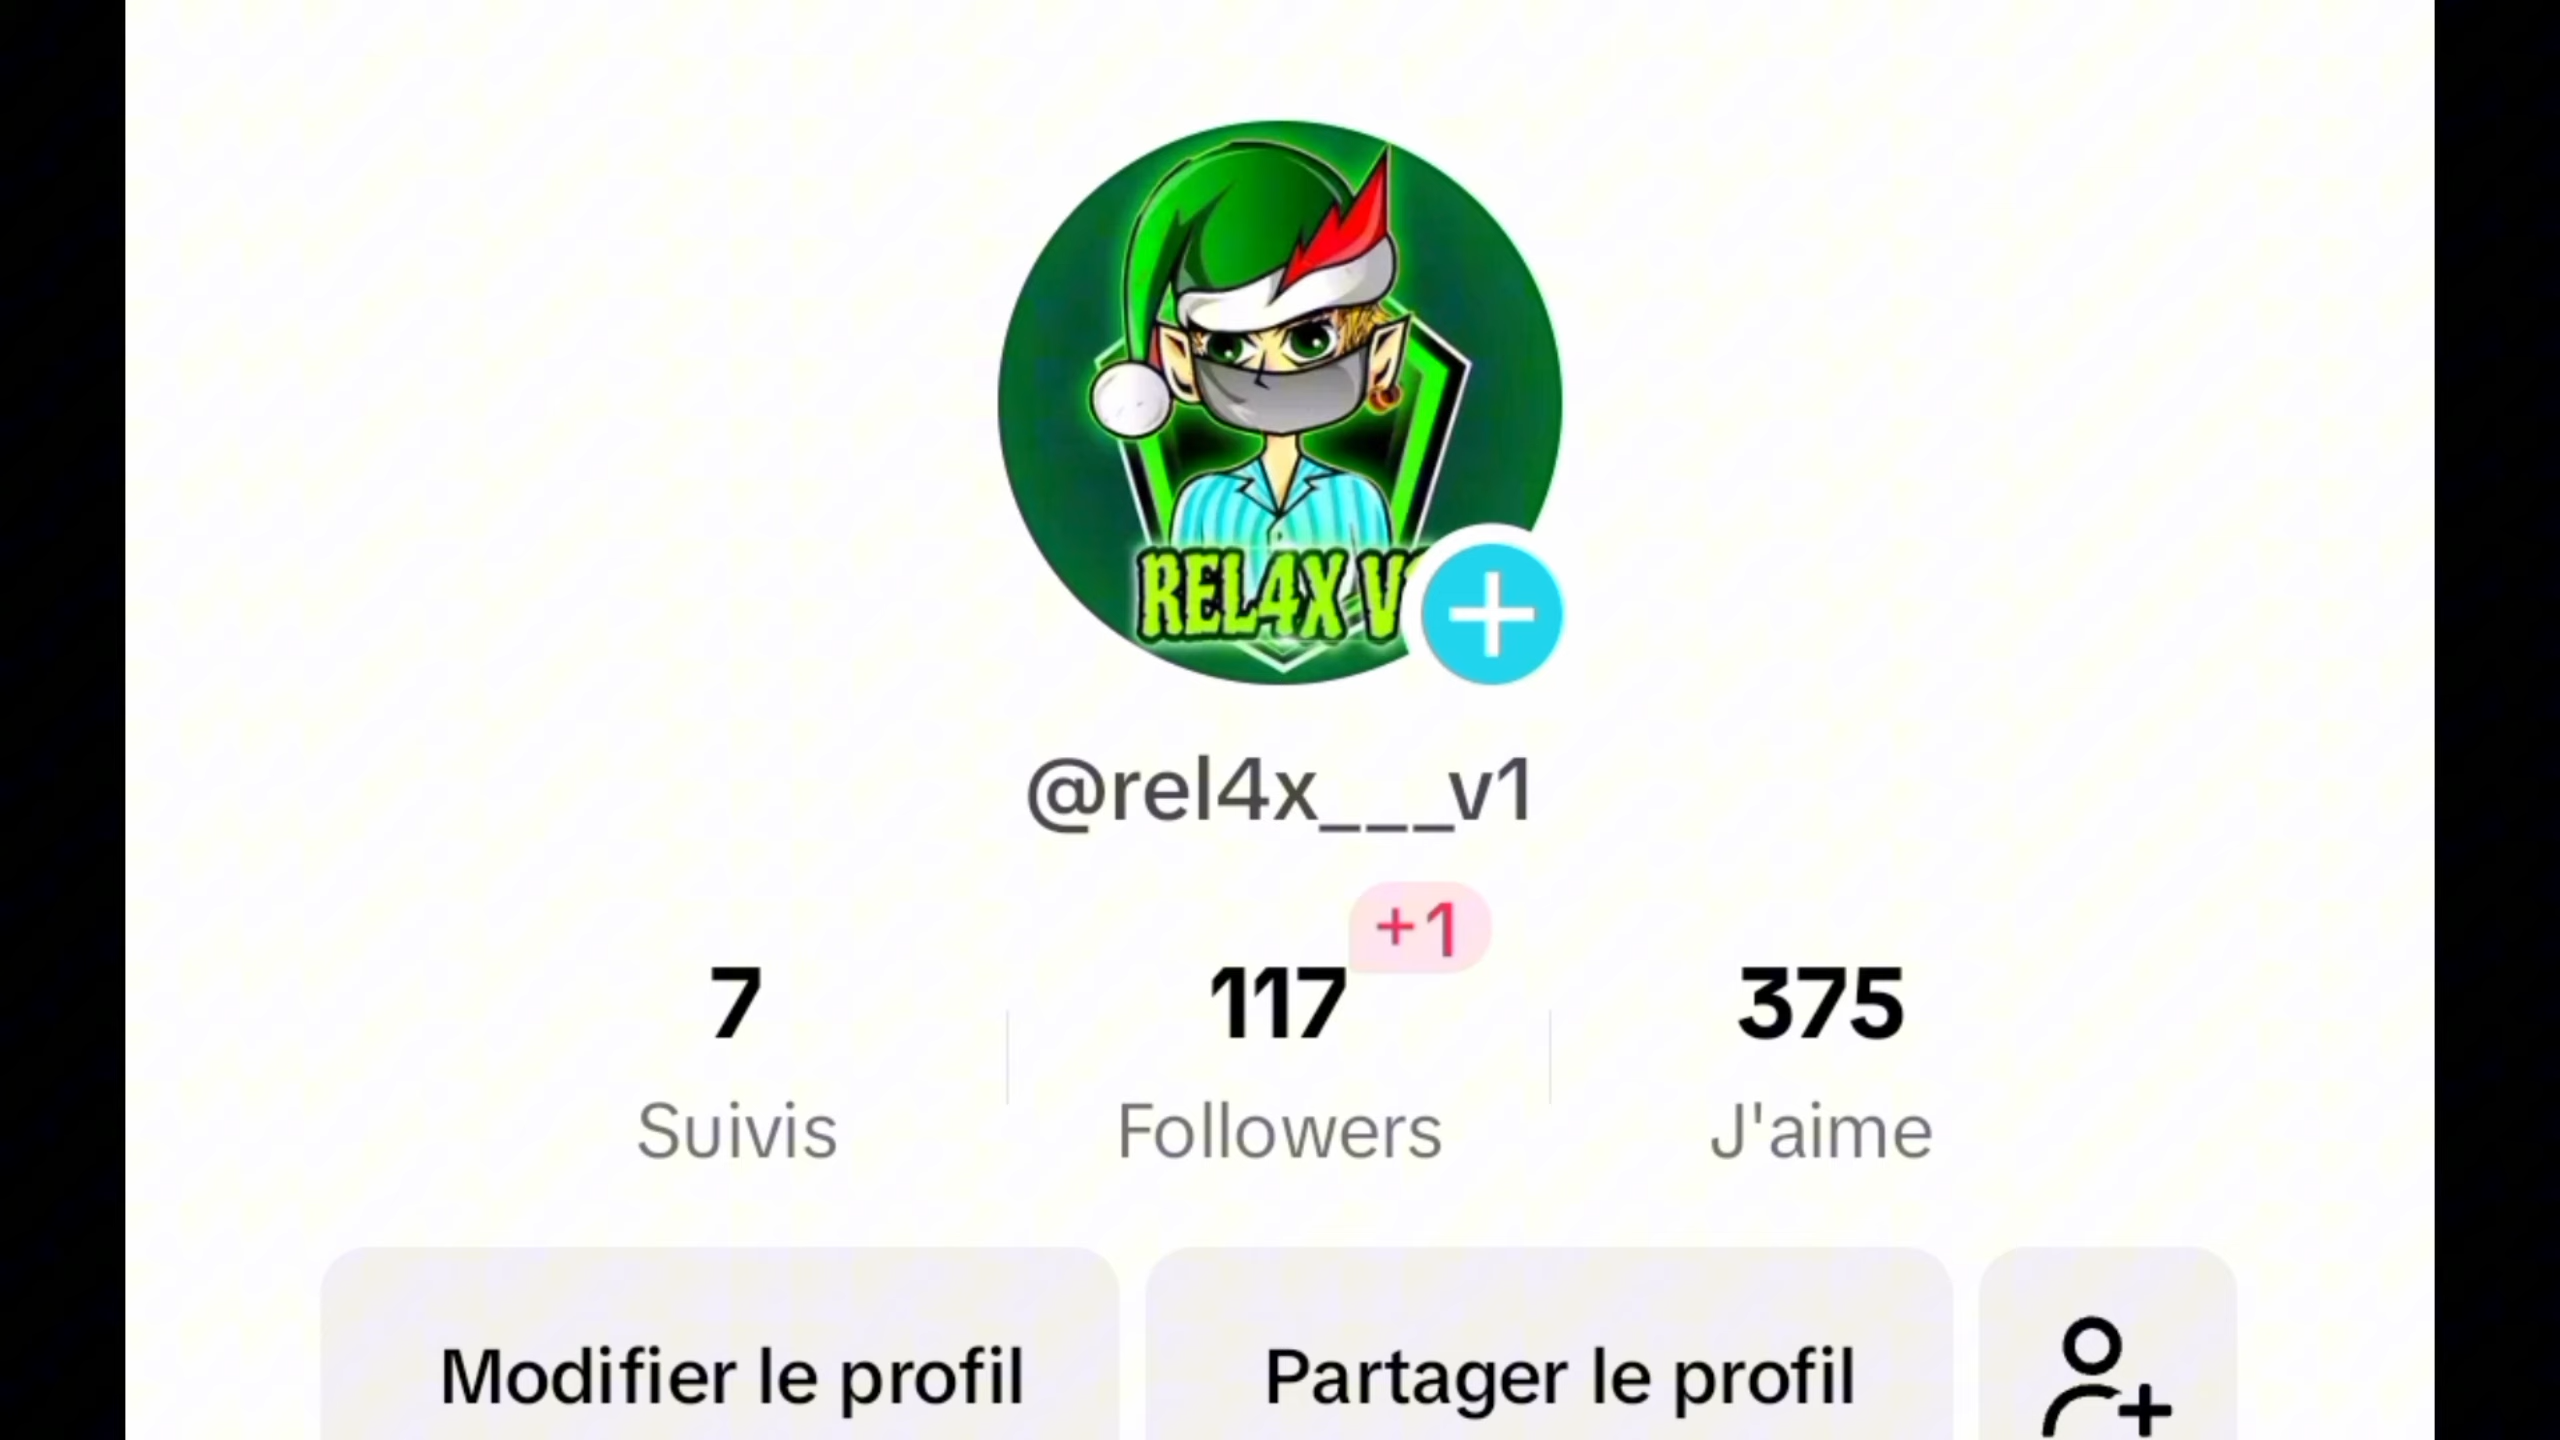 REL4X V
@rel4x___v1
+1
7
117
375
Suivis
Followers
J'aime
Modifier le profil
Partager le profil